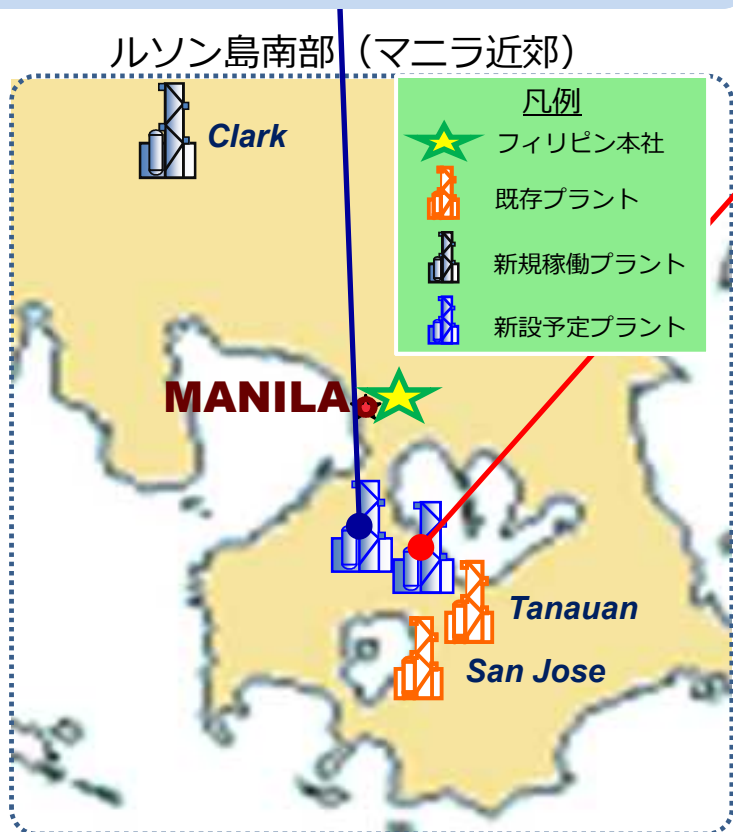 ルソン島南部（マニラ近郊）
Clark
凡例
フィリピン本社
既存プラント
新規稼働プラント
新設予定プラント
MANILA
Tanauan
San Jose